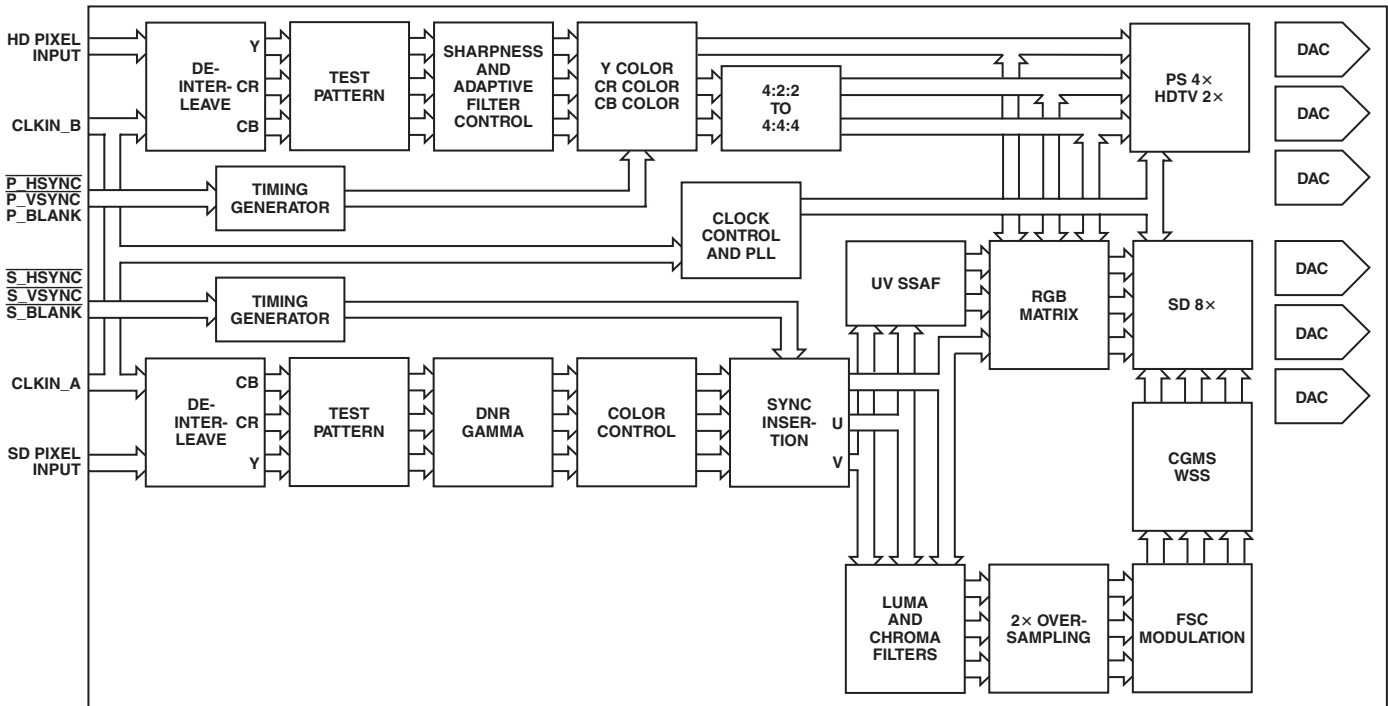 HD PIXEL
INPUT
CLKIN_B
P_HSYNC
P_VSYNC
P_BLANK
S_HSYNC
S_VSYNC
S_BLANK
CLKIN_A
SD PIXEL
INPUT
DE-
INTER-
LEAVE
Y
CR
CB
TEST
PATTERN
SHARPNESS
AND
ADAPTIVE
FILTER
CONTROL
Y COLOR
CR COLOR
CB COLOR
4:2:2
TO
4:4:4
PS 4×
HDTV 2×
DAC
DAC
DAC
TIMING
GENERATOR
CLOCK
CONTROL
AND PLL
TIMING
GENERATOR
UV SSAF
RGB
MATRIX
SD 8×
DAC
DAC
DAC
DE-
INTER-
LEAVE
CB
CR
Y
TEST
PATTERN
DNR
GAMMA
COLOR
CONTROL
SYNC
INSER-
TION
U
V
CGMS
WSS
LUMA
AND
CHROMA
FILTERS
2× OVER-
SAMPLING
FSC
MODULATION